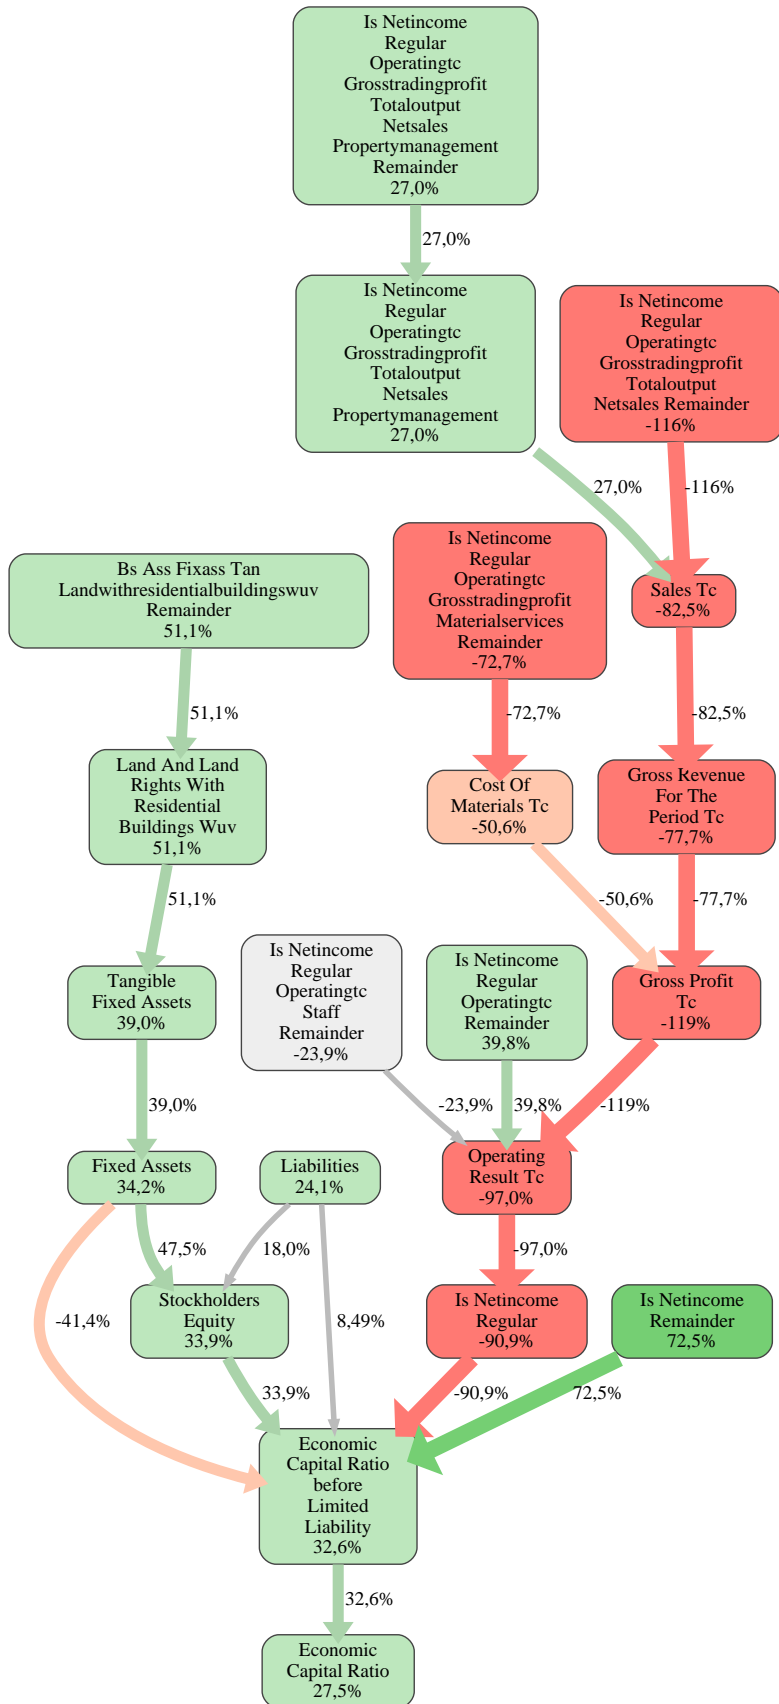 Is Netincome
Regular
Operatingtc
Grosstradingprofit
Totaloutput
Netsales
Propertymanagement
Remainder
27,0%
27,0%
Is Netincome
Regular
Operatingtc
Grosstradingprofit
Totaloutput
Netsales
Propertymanagement
27,0%
Is Netincome
Regular
Operatingtc
Grosstradingprofit
Totaloutput
Netsales Remainder
-116%
27,0%
-116%
Bs Ass Fixass Tan
Landwithresidentialbuildingswuv
Remainder
51,1%
Is Netincome
Regular
Operatingtc
Grosstradingprofit
Materialservices
Remainder
-72,7%
Sales Tc
-82,5%
51,1%
-72,7%
-82,5%
Land And Land
Rights With
Residential
Buildings Wuv
51,1%
Cost Of
Materials Tc
-50,6%
Gross Revenue
For The
Period Tc
-77,7%
51,1%
-50,6%
-77,7%
Tangible
Fixed Assets
39,0%
Is Netincome
Regular
Operatingtc
Staff
Remainder
-23,9%
Is Netincome
Regular
Operatingtc
Remainder
39,8%
Gross Profit
Tc
-119%
39,0%
-23,9%
39,8%
-119%
Fixed Assets
34,2%
Liabilities
24,1%
Operating
Result Tc
-97,0%
47,5%
18,0%
-97,0%
-41,4%
Stockholders
Equity
33,9%
8,49%
Is Netincome
Regular
-90,9%
Is Netincome
Remainder
72,5%
33,9%
-90,9%
72,5%
Economic
Capital Ratio
before
Limited
Liability
32,6%
32,6%
Economic
Capital Ratio
27,5%